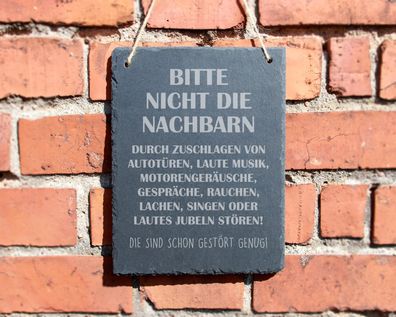 BITTE
NICHT DIE
NACHBARN
DURCH ZUSCHLAGEN VON
AUTOTÜREN, LAUTE MUSIK,
MOTORENGERÄUSCHE,
GESPRÄCHE, RAUCHEN,
LACHEN, SINGEN ODER
LAUTES JUBELN STÖREN!
DIE SIND SCHON GESTÖRT GENUG!